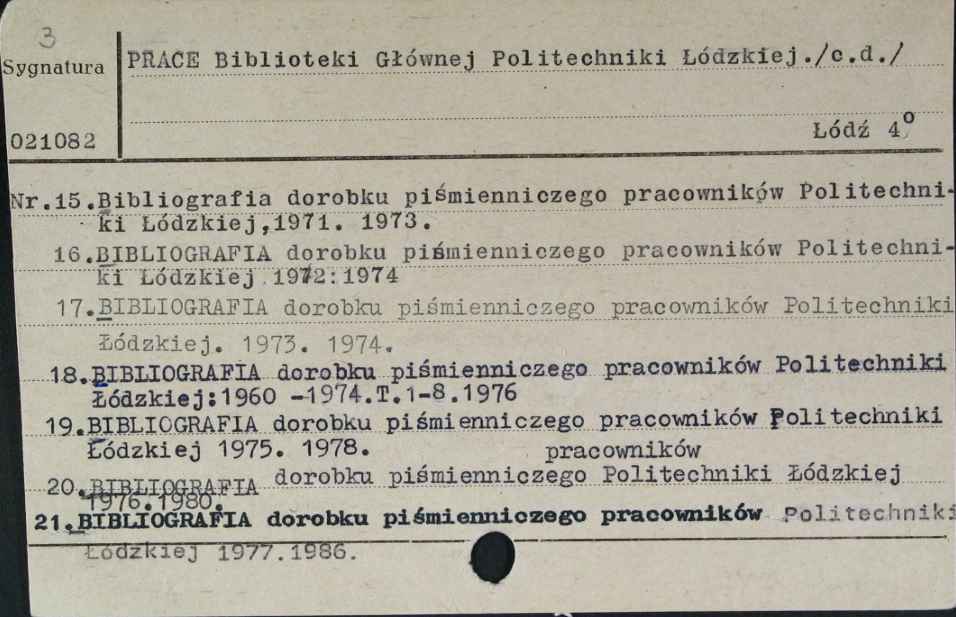 3
Sygnatura
PRACE Biblioteki Głównej Politechniki Łódzkiej./c.d./
021082
Łódź 4°
Nr.15.Bibliografia dorobku piśmienniczego pracowników Politechni-
ki Łódzkiej,1971. 1973.
16.BIBLIOGRAFIA dorobku piśmienniczego pracowników Politechni-
ki Łódzkiej 1972:1974
17.BIBLIOGRAFIA dorobku piśmienniczego pracowników Politechniki
Łódzkiej. 1973. 1974.
18.BIBLIOGRAFIA dorobku piśmienniczego pracowników Politechniki
Łódzkiej:1960 -1974.T.1-8.1976
19.BIBLIOGRAFIA dorobku piśmienniczego pracowników Politechniki
Łódzkiej 1975. 1978.
pracowników
20.BIBLIOGRAFIA dorobku piśmienniczego Politechniki Łódzkiej
1976.1980.
21.BIBLIOGRAFIA dorobku piśmienniczego pracowników Politechniki
Łódzkiej 1977.1986.